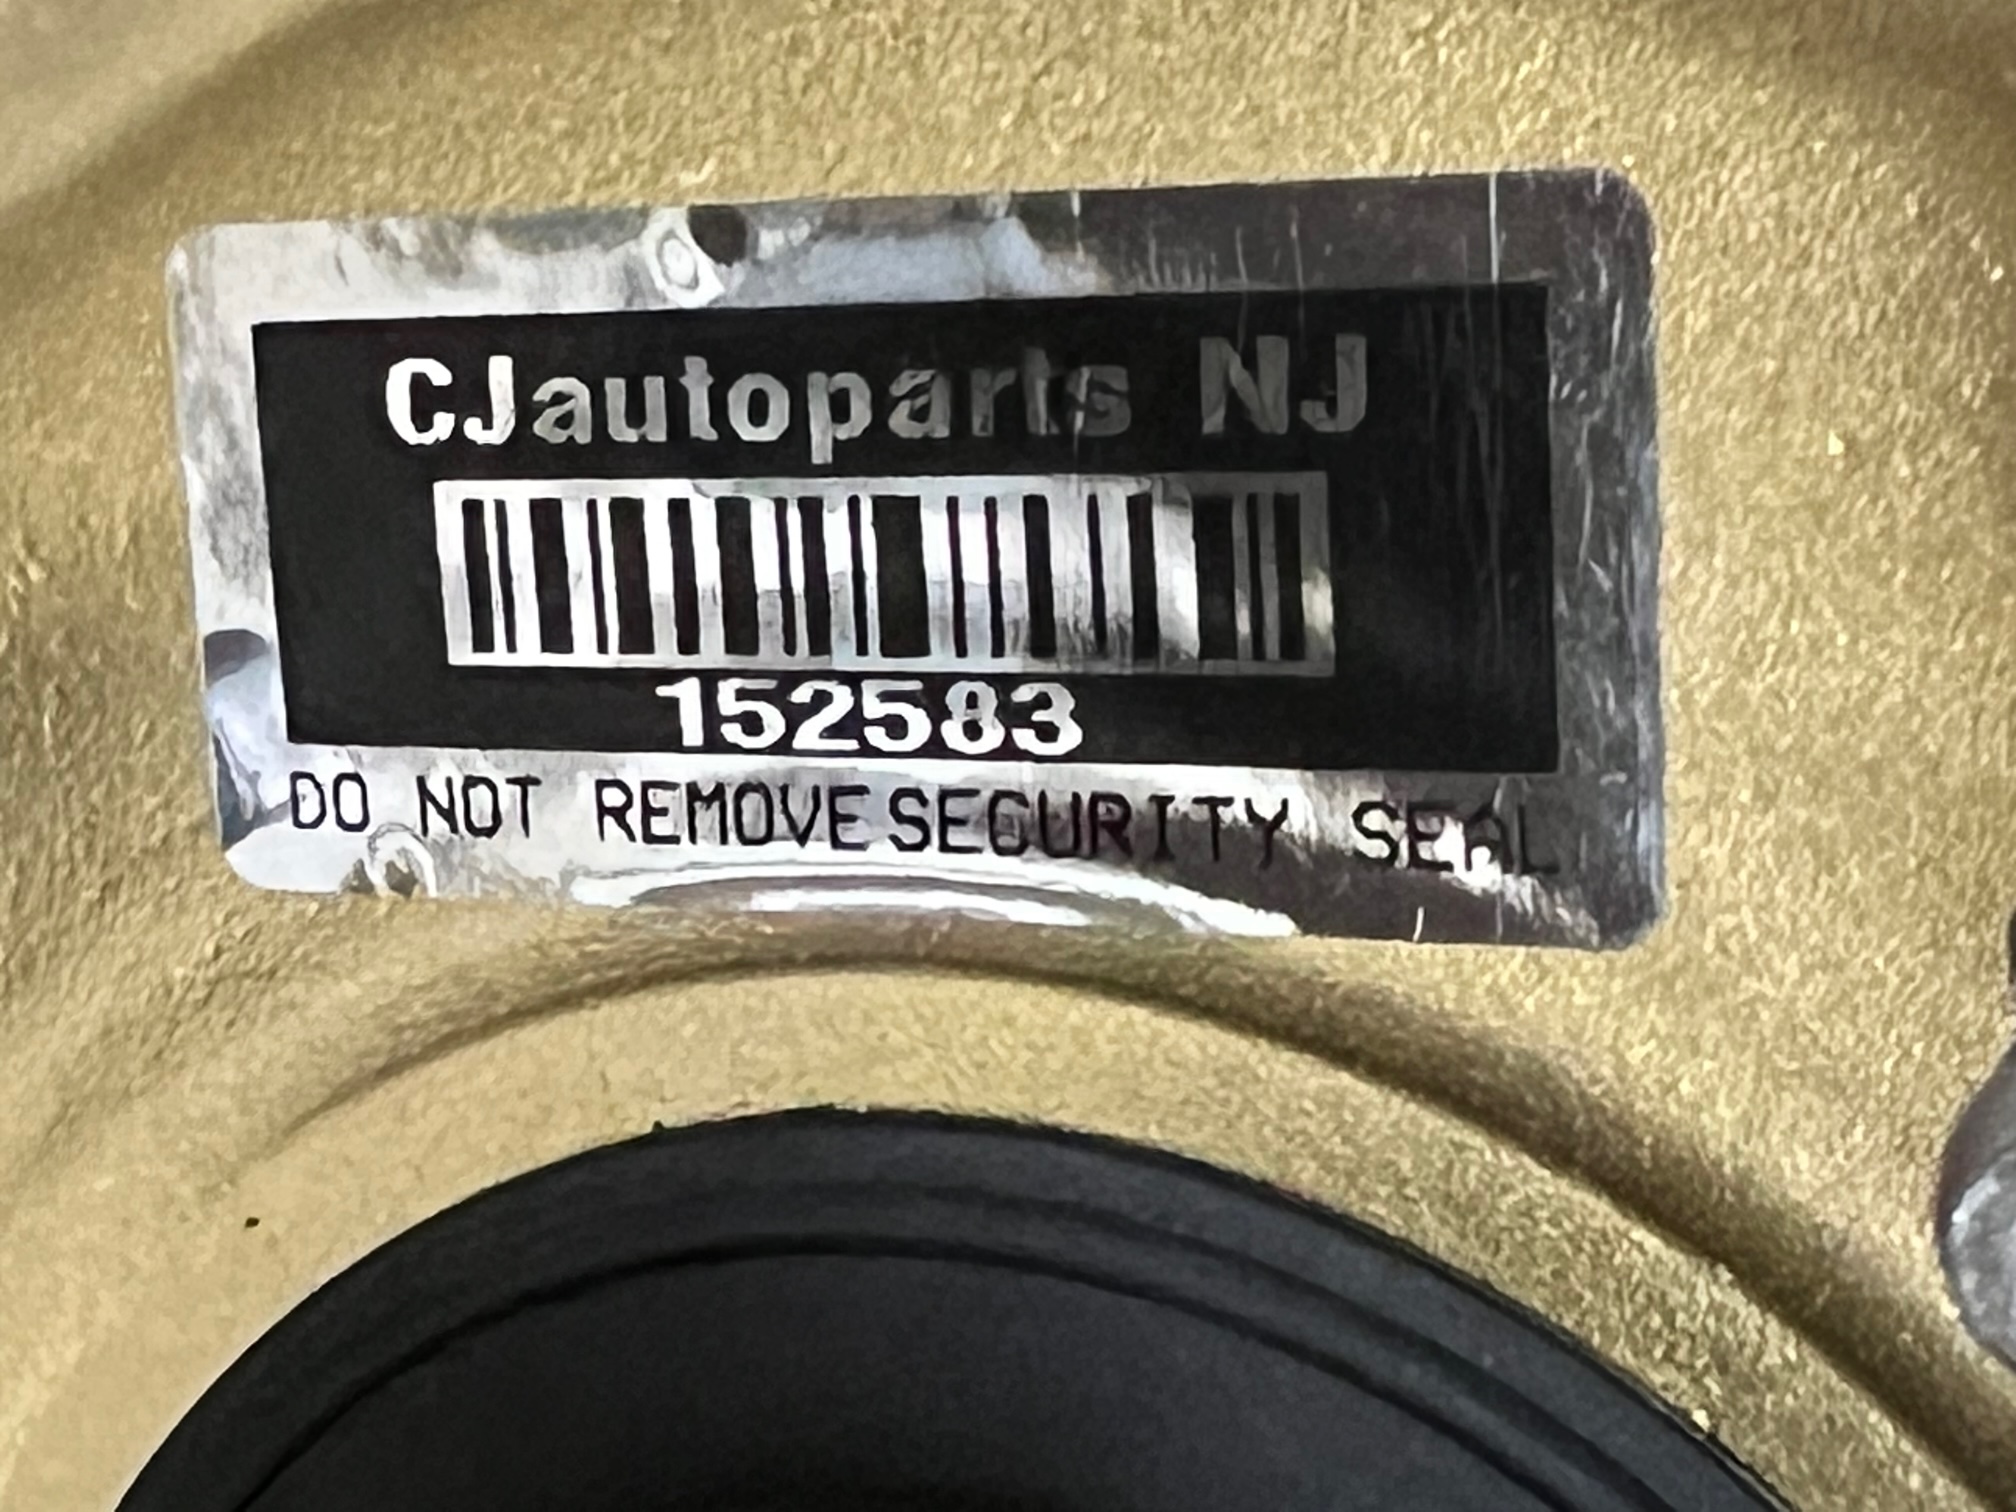 CJautoparts NJ
152583
DO NOT REMOVE SECURITY SEAL